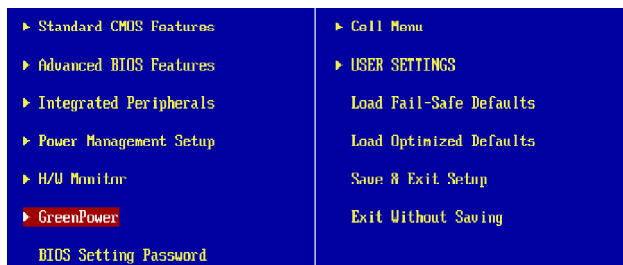 Standard CMOS Features
Advanced BIOS Features
Integrated Peripherals
Power Management Setup
H/W Monitor
GreenPower
BIOS Setting Password
Cell Menu
USER SETTINGS
Load Fail-Safe Defaults
Load Optimized Defaults
Save & Exit Setup
Exit Without Saving